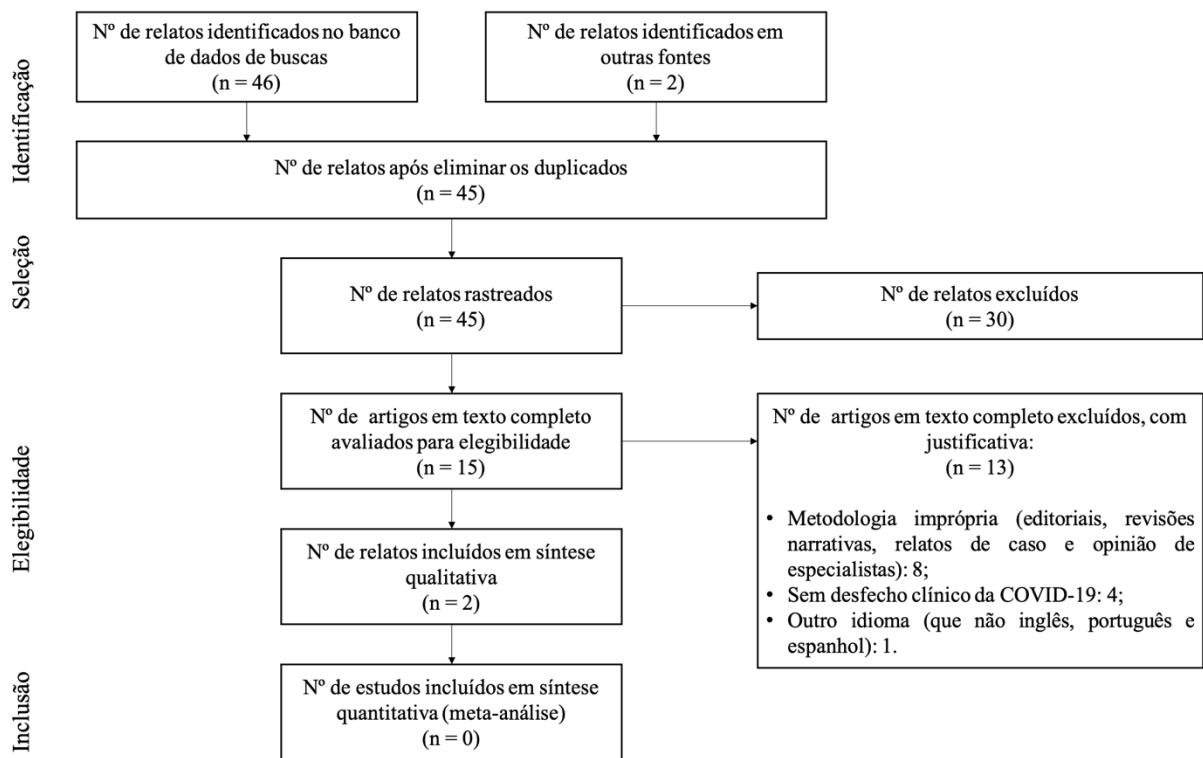 Identificação
Nº de relatos identificados no banco
de dados de buscas
(n = 46)
Nº de relatos identificados em
outras fontes
(n = 2)
Nº de relatos após eliminar os duplicados
(n = 45)
Seleção
Nº de relatos rastreados
(n = 45)
Nº de relatos excluídos
(n = 30)
Elegibilidade
Nº de artigos em texto completo
avaliados para elegibilidade
(n = 15)
Nº de artigos em texto completo excluídos, com
justificativa:
(n = 13)
• Metodologia imprópria (editoriais, revisões
narrativas, relatos de caso e opinião de
especialistas): 8;
• Sem desfecho clínico da COVID-19: 4;
• Outro idioma (que não inglês, português e
espanhol): 1.
Nº de relatos incluídos em síntese
qualitativa
(n = 2)
Inclusão
Nº de estudos incluídos em síntese
quantitativa (meta-análise)
(n = 0)